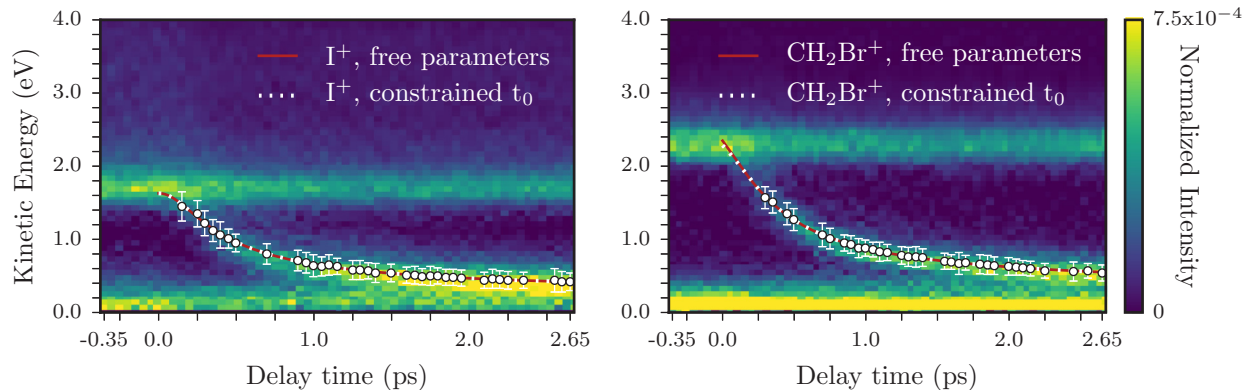 4.0
3.0
2.0
1.0
0.0
Kinetic Energy (eV)
I⁺, free parameters
I⁺, constrained t₀
-0.35 0.0 1.0 2.0 2.65
Delay time (ps)
4.0
3.0
2.0
1.0
0.0
CH₂Br⁺, free parameters
CH₂Br⁺, constrained t₀
-0.35 0.0 1.0 2.0 2.65
Delay time (ps)
7.5x10⁻⁴
0
Normalized Intensity